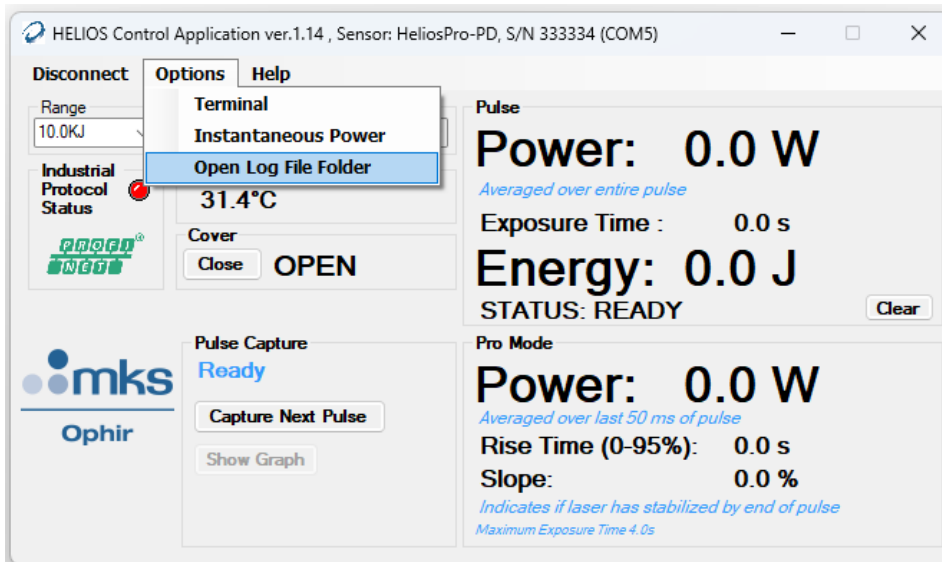 HELIOS Control Application ver.1.14 , Sensor: HeliosPro-PD, S/N 333334 (COM5)
Disconnect Options Help
Terminal
Instantaneous Power
Open Log File Folder
Range
10.0KJ
Industrial
Protocol
Status
PROFI®
NET
31.4°C
Cover
Close OPEN
mks
Ophir
Pulse Capture
Ready
Capture Next Pulse
Show Graph
Pulse
Power: 0.0 W
Averaged over entire pulse
Exposure Time : 0.0 s
Energy: 0.0 J
STATUS: READY
Clear
Pro Mode
Power: 0.0 W
Averaged over last 50 ms of pulse
Rise Time (0-95%): 0.0 s
Slope: 0.0 %
Indicates if laser has stabilized by end of pulse
Maximum Exposure Time 4.0s